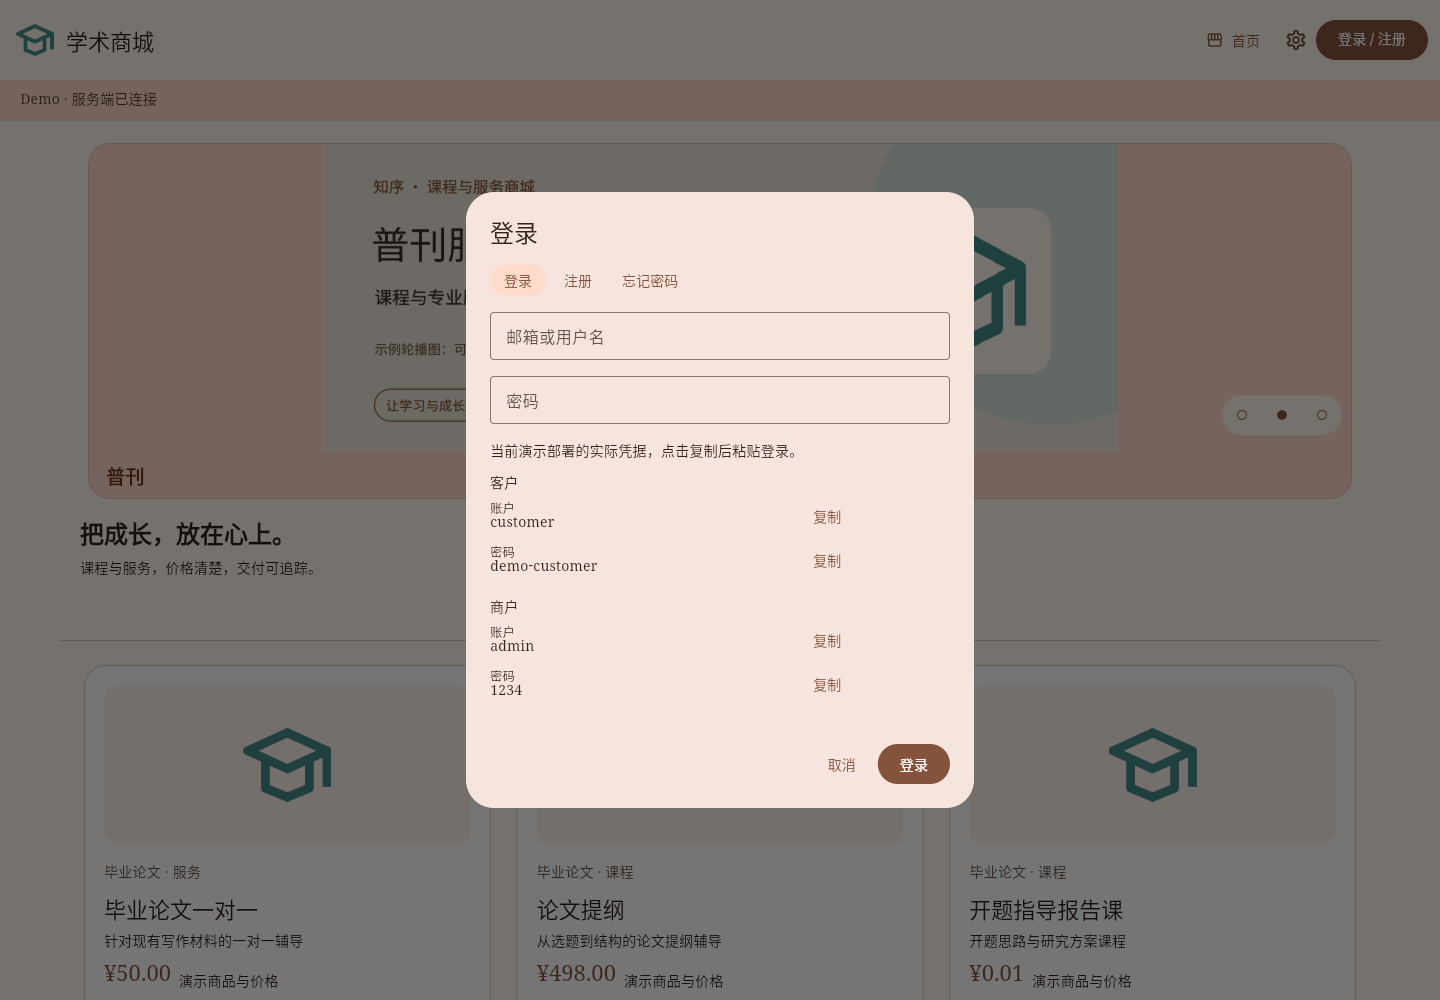 学术商城
首页
登录 / 注册
Demo · 服务端已连接
知序 · 课程与服务商城
普刊
课程与专业
示例轮播图：可
让学习与成长
普刊
把成长，放在心上。
课程与服务，价格清楚，交付可追踪。
登录
登录
注册
忘记密码
邮箱或用户名
密码
当前演示部署的实际凭据，点击复制后粘贴登录。
客户
账户
customer
复制
密码
demo-customer
复制
商户
账户
admin
复制
密码
1234
复制
取消
登录
毕业论文 · 服务
毕业论文一对一
针对现有写作材料的一对一辅导
¥50.00 演示商品与价格
毕业论文 · 课程
论文提纲
从选题到结构的论文提纲辅导
¥498.00 演示商品与价格
毕业论文 · 课程
开题指导报告课
开题思路与研究方案课程
¥0.01 演示商品与价格